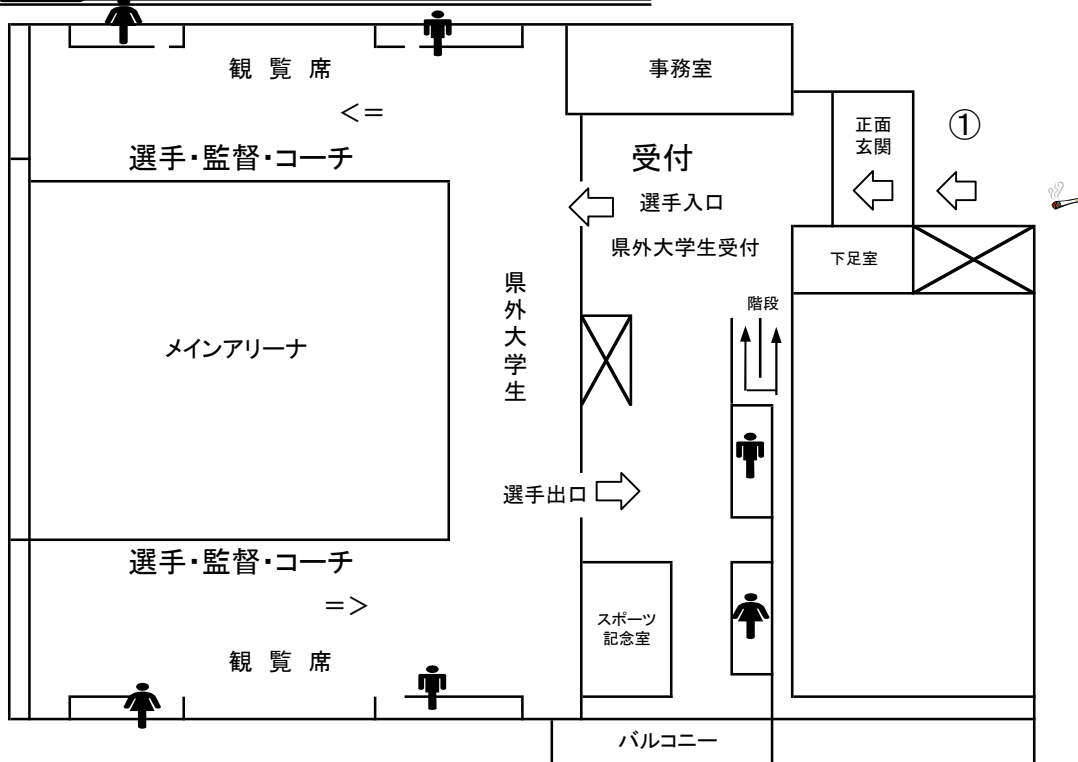 観 覧 席
事務室
<=
正面
玄関
①
選手・監督・コーチ
受付
選手入口
県外大学生受付
下足室
県外大学生
階段
メインアリーナ
選手出口
選手・監督・コーチ
=>
スポーツ
記念室
観 覧 席
バルコニー